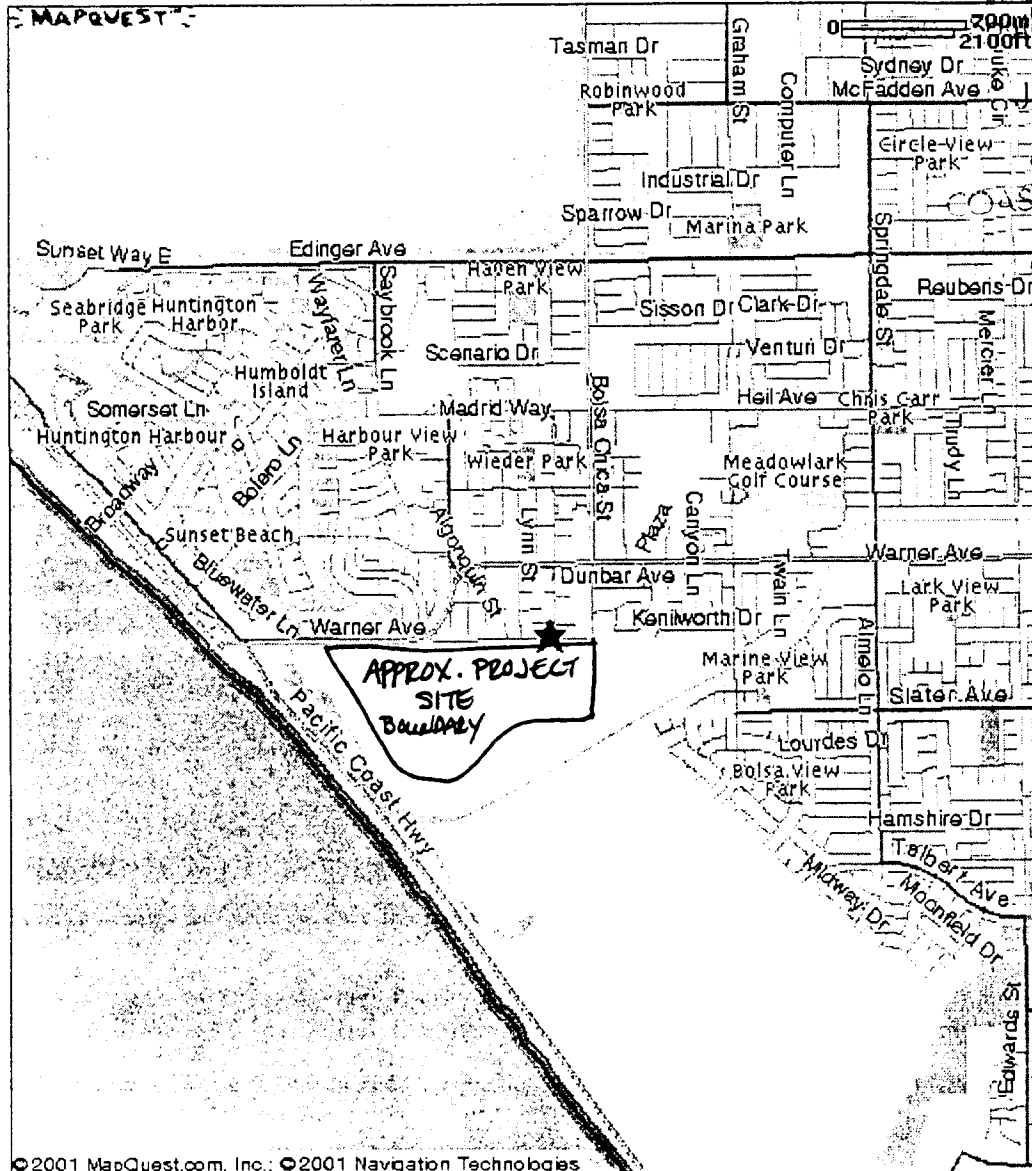 MAPQUEST
0 700m
2100ft
Tasman Dr
Graham St
Sydney Dr
McFadden Ave
Robinwood
Park
Computer Ln
Circle View
Park
Industrial Dr
Sparrow Dr
Marina Park
Springdale St
Sunset Way E
Edinger Ave
Haven View
Park
Saybrook Ln
Wayfarer Ln
Seabridge
Park
Huntington
Harbor
Sisson Dr
Clark Dr
Reubens Dr
Mercier Ln
Scenario Dr
Venturi Dr
Humboldt
Island
Bolsa Chica St
Heil Ave
Chris Carr
Park
Somerset Ln
Madrid Way
Huntington Harbour
Harbour View
Park
Wieder Park
Meadowlark
Golf Course
Trudy Ln
Broadway
Bolero Ln
Sunset Beach
Algonquin St
Lynn St
Plaza
Canyon Ln
Warner Ave
Bluewater Ln
Dunbar Ave
Twain Ln
Lark View
Park
Warner Ave
Kenilworth Dr
Almelo Ln
APPROX. PROJECT
SITE
BOUNDARY
Marine View
Park
Slater Ave
Pacific Coast Hwy
Lourdes Dr
Bolsa View
Park
Hamshire Dr
Talbert Ave
Midway Dr
Moonfield Dr
Edwards St
©2001 MapQuest.com, Inc.; ©2001 Navigation Technologies